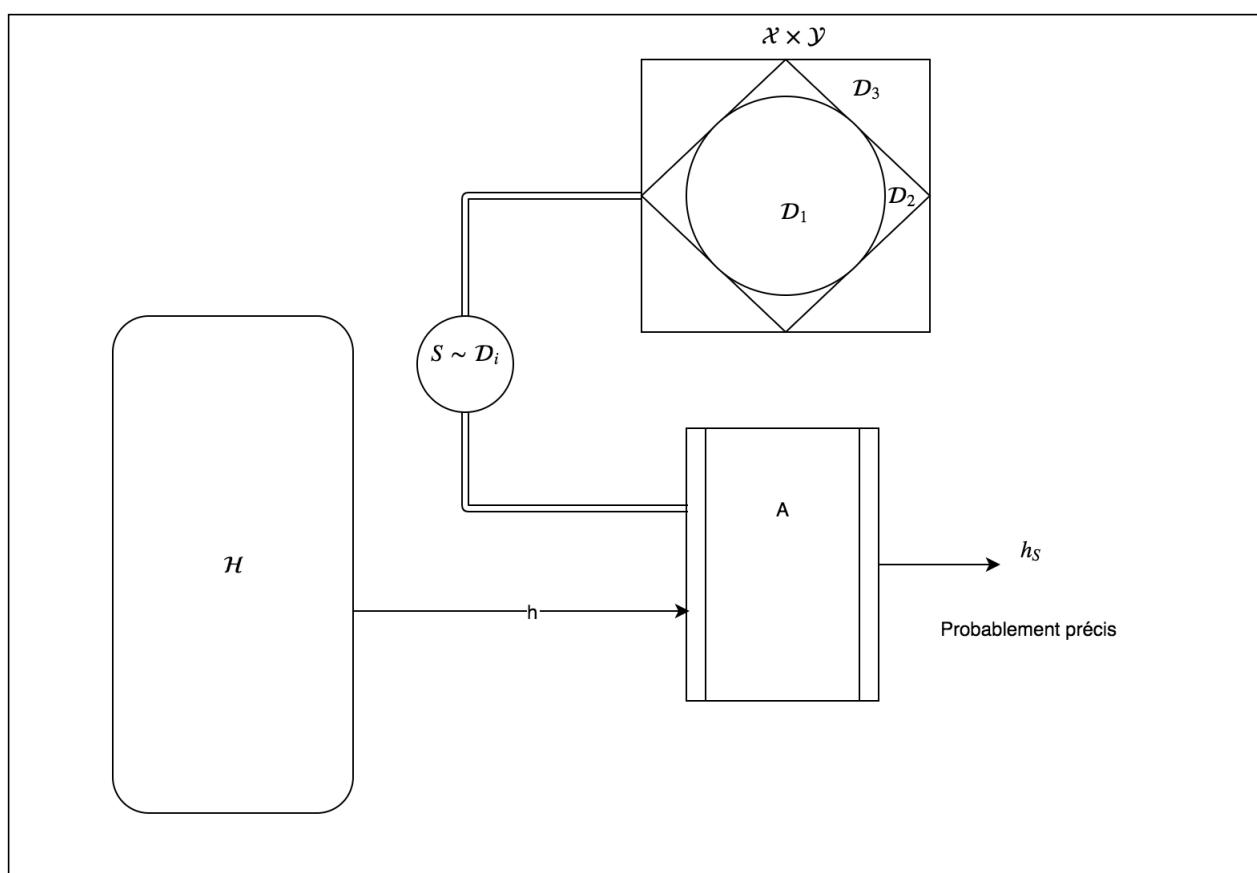 𝒳 × 𝒴
𝒟₃
𝒟₂
𝒟₁
S ∼ 𝒟ᵢ
A
ℋ
h
h_S
Probablement précis